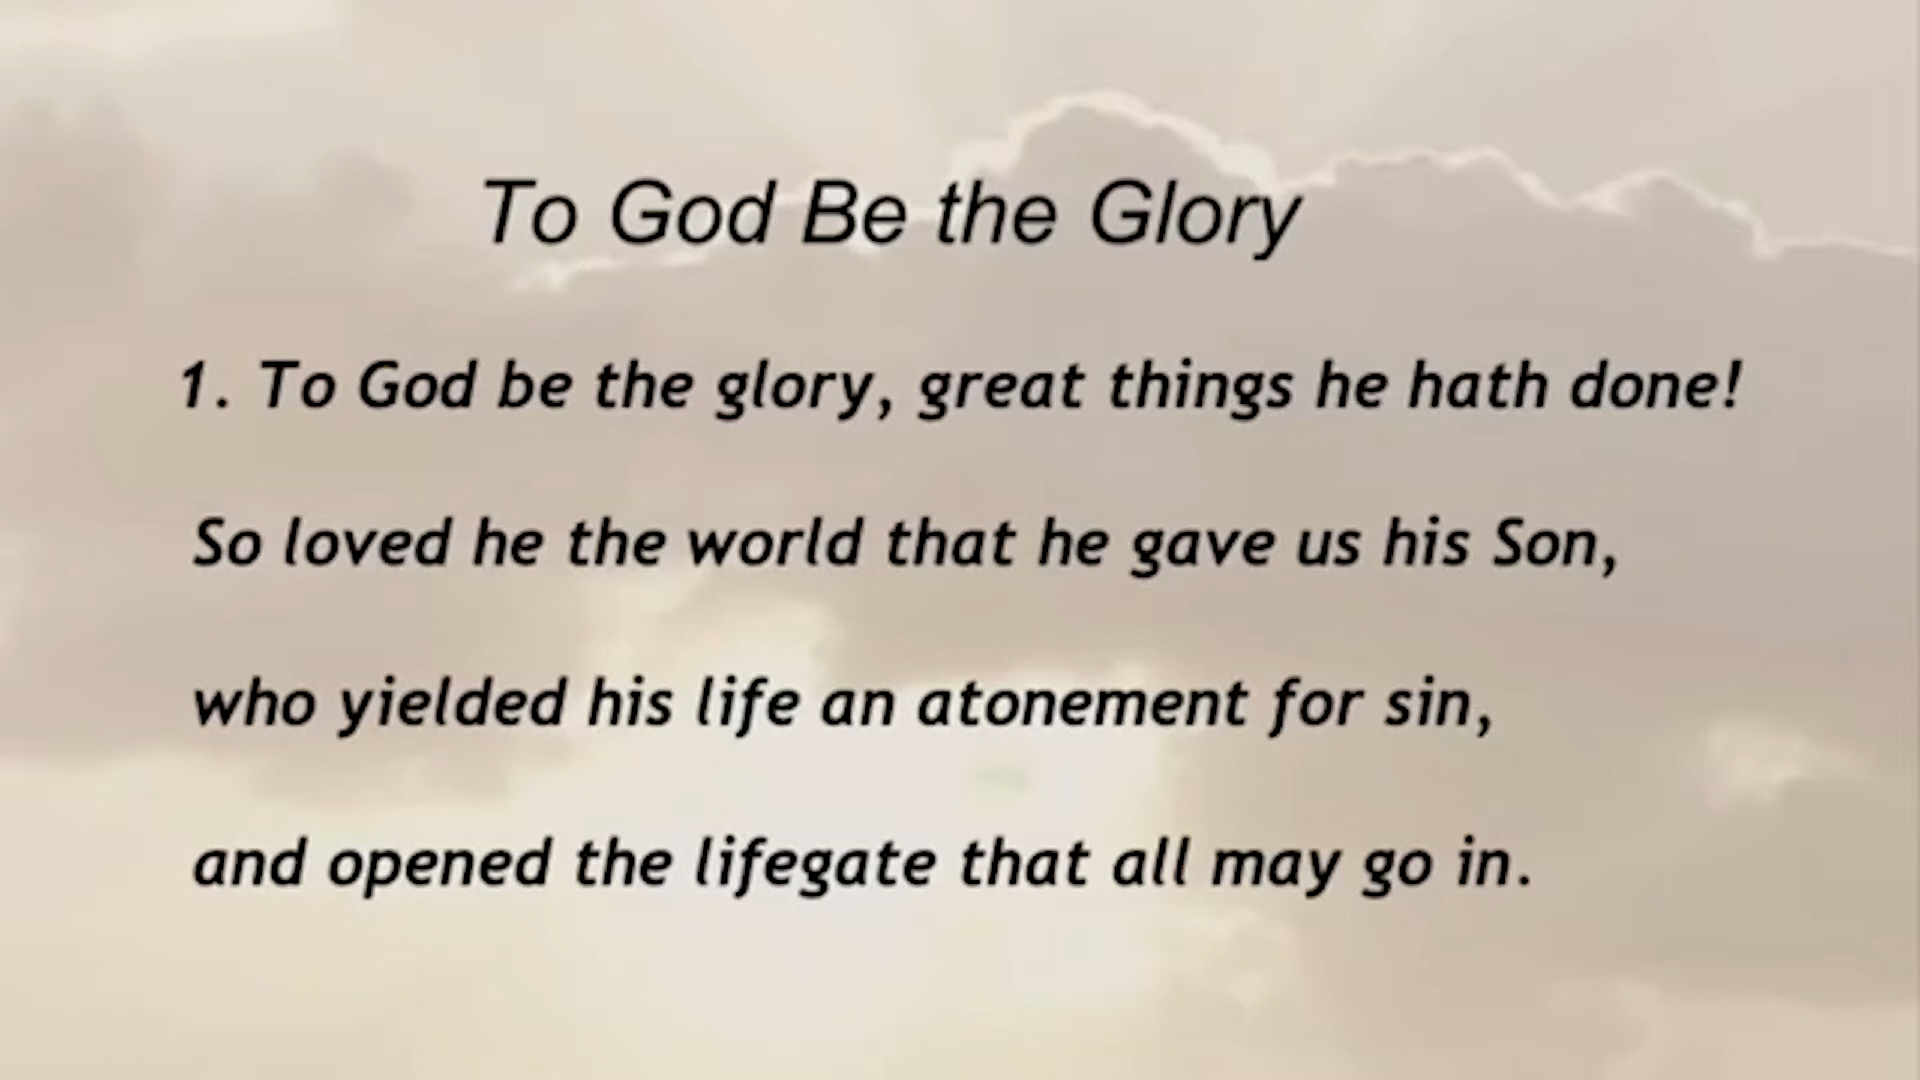 To God Be the Glory
1. To God be the glory, great things he hath done!
So loved he the world that he gave us his Son,
who yielded his life an atonement for sin,
and opened the lifegate that all may go in.